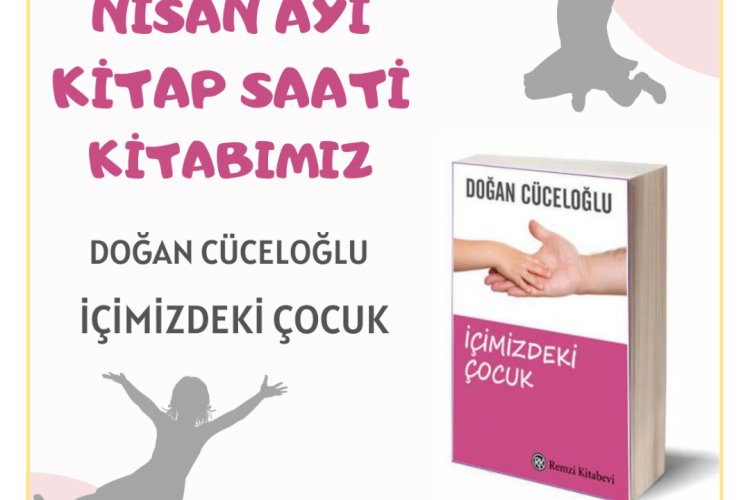 NİSAN AYI
KİTAP SAATİ
KİTABIMIZ
DOĞAN CÜCELOĞLU
İÇİMİZDEKİ ÇOCUK
DOĞAN CÜCELOĞLU
İÇİMİZDEKİ
ÇOCUK
Remzi Kitabevi